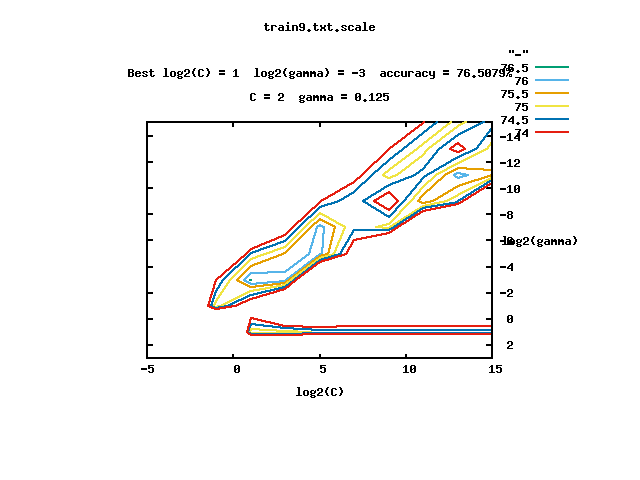 train9.txt.scale
"-"
Best log2(C) = 1 log2(gamma) = -3 accuracy = 76.5079%
76.5
76
C = 2 gamma = 0.125
75.5
75
74.5
74
-14
-12
-10
-8
-6
log2(gamma)
-4
-2
0
2
-5 0 5 10 15
log2(C)